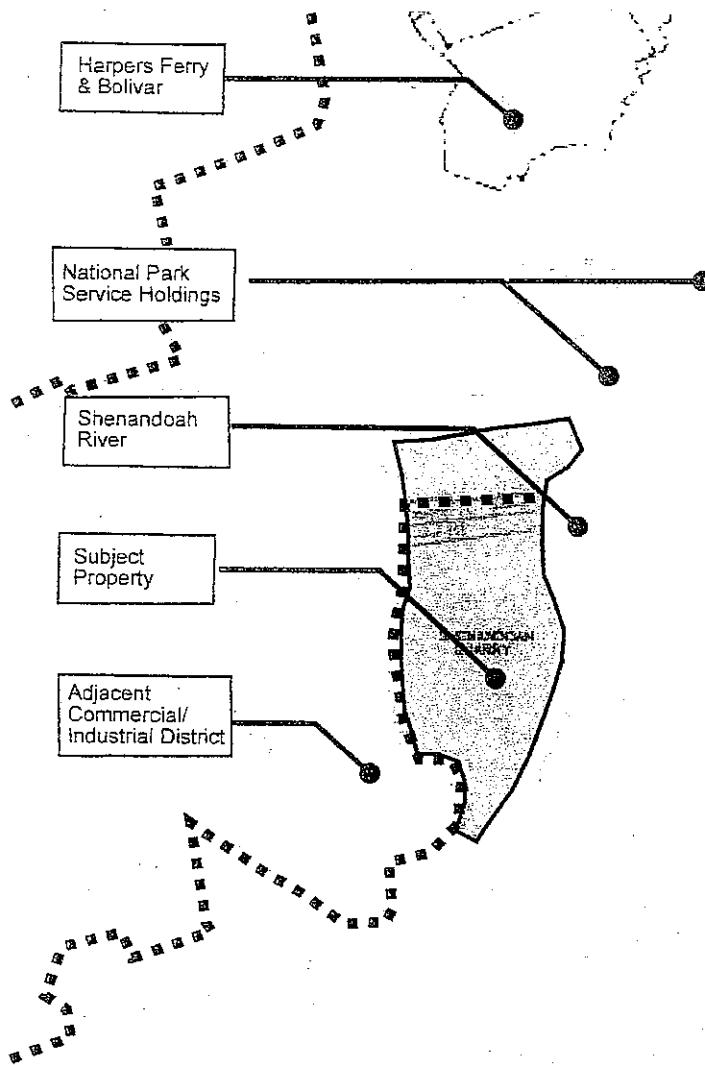 Harpers Ferry
& Bolivar
National Park
Service Holdings
Shenandoah
River
Subject
Property
Adjacent
Commercial/
Industrial District